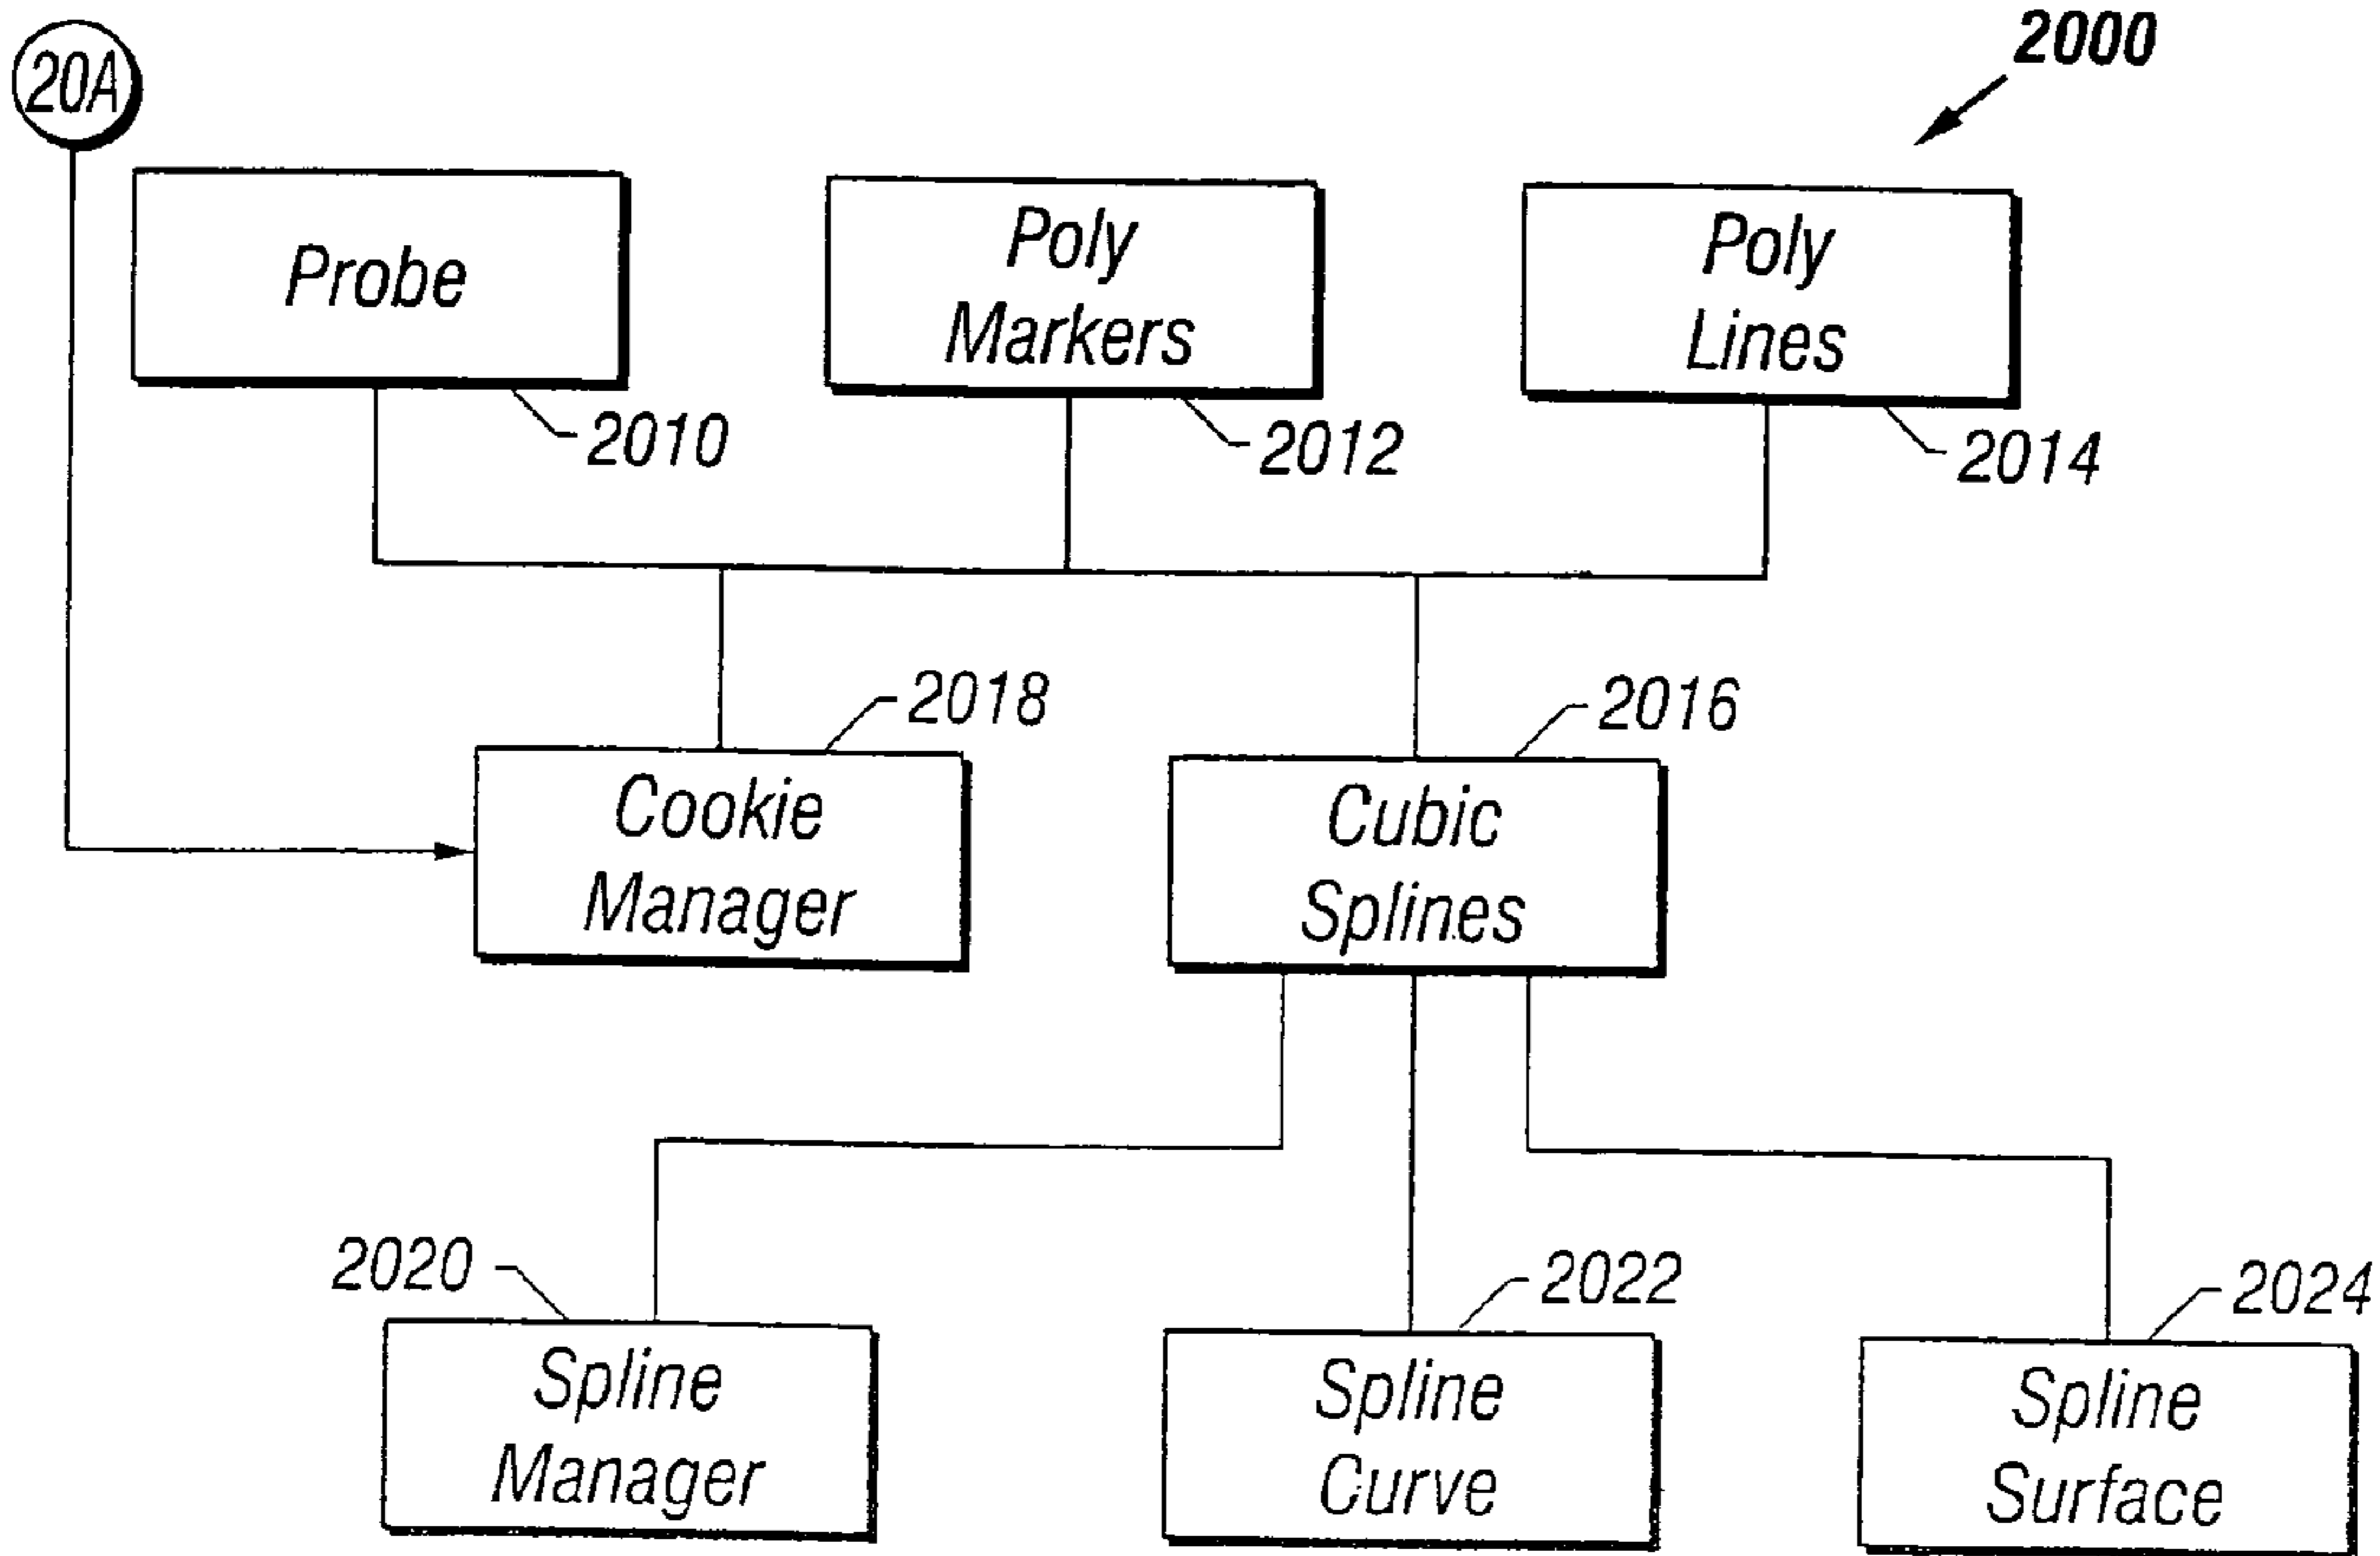 2000
20A
Probe
Poly
Markers
Poly
Lines
2010
2012
2014
2018
2016
Cookie
Manager
Cubic
Splines
2020
2022
2024
Spline
Manager
Spline
Curve
Spline
Surface